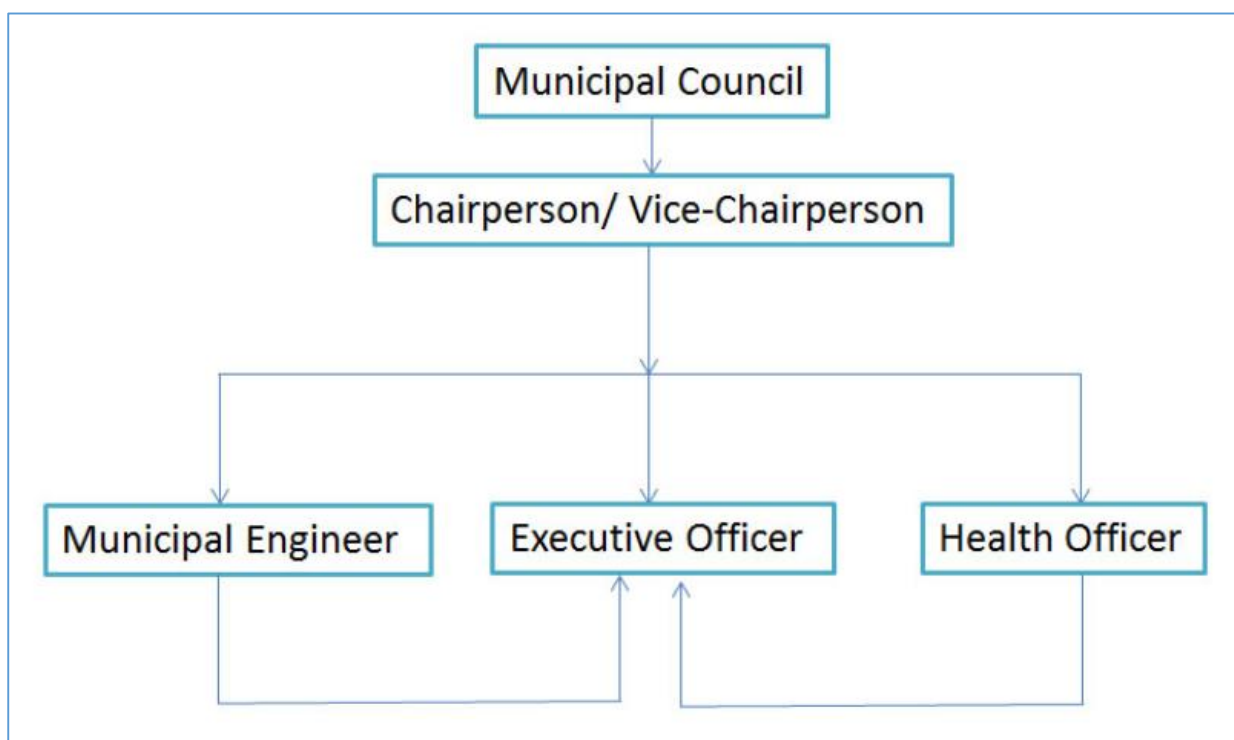 Municipal Council
Chairperson/ Vice-Chairperson
Municipal Engineer
Executive Officer
Health Officer